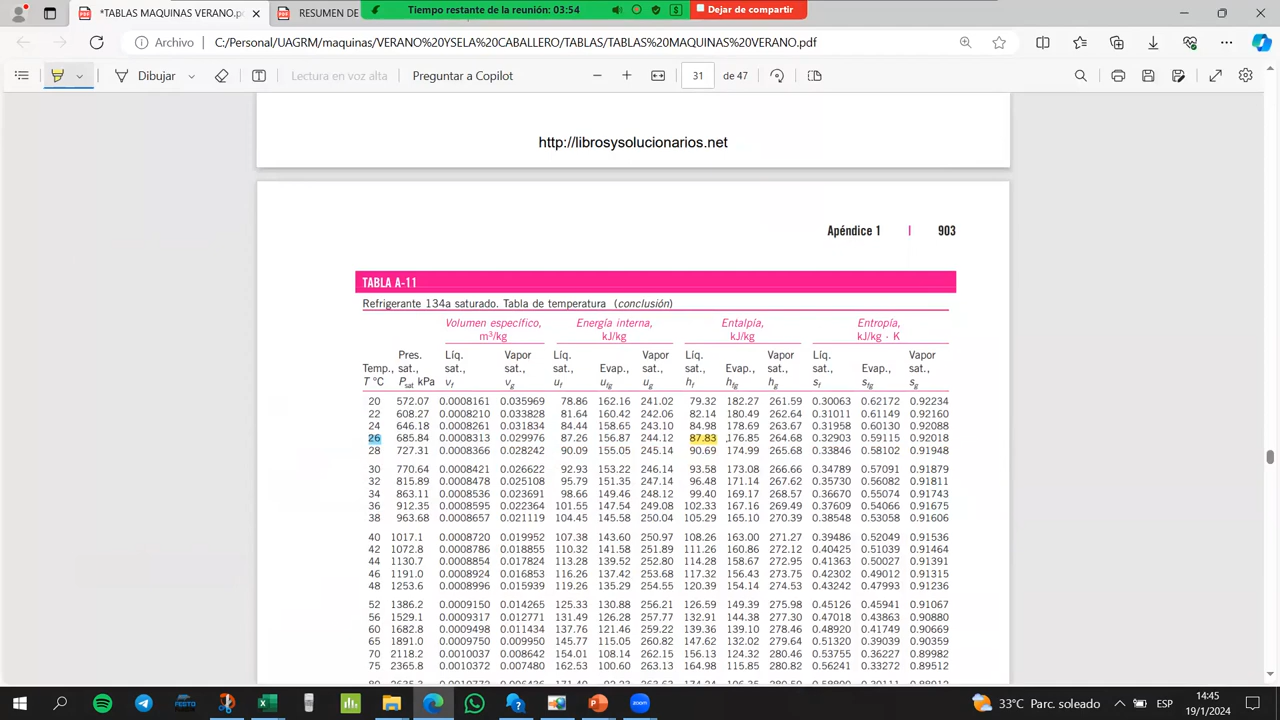 *TABLAS MAQUINAS VERANO.p
RESUMEN DE
Tiempo restante de la reunión: 03:54
Dejar de compartir
Archivo
C:/Personal/UAGRM/maquinas/VERANO%20YSELA%20CABALLERO/TABLAS/TABLAS%20MAQUINAS%20VERANO.pdf
Dibujar
Lectura en voz alta
Preguntar a Copilot
31
de 47
http://librosysolucionarios.net
Apéndice 1 | 903
TABLA A-11
Refrigerante 134a saturado. Tabla de temperatura (conclusión)
Volumen específico, Energía interna, Entalpía, Entropía,
m³/kg kJ/kg kJ/kg kJ/kg · K
Pres. Líq. Vapor Líq. Vapor Líq. Vapor Líq. Vapor
Temp., sat., sat., sat., sat., Evap., sat., sat., Evap., sat., sat., Evap., sat.,
T °C Psat kPa vf vg uf ufg ug hf hfg hg sf sfg sg
20 572.07 0.0008161 0.035969 78.86 162.16 241.02 79.32 182.27 261.59 0.30063 0.62172 0.92234
22 608.27 0.0008210 0.033828 81.64 160.42 242.06 82.14 180.49 262.64 0.31011 0.61149 0.92160
24 646.18 0.0008261 0.031834 84.44 158.65 243.10 84.98 178.69 263.67 0.31958 0.60130 0.92088
26 685.84 0.0008313 0.029976 87.26 156.87 244.12 87.83 176.85 264.68 0.32903 0.59115 0.92018
28 727.31 0.0008366 0.028242 90.09 155.05 245.14 90.69 174.99 265.68 0.33846 0.58102 0.91948
30 770.64 0.0008421 0.026622 92.93 153.22 246.14 93.58 173.08 266.66 0.34789 0.57091 0.91879
32 815.89 0.0008478 0.025108 95.79 151.35 247.14 96.48 171.14 267.62 0.35730 0.56082 0.91811
34 863.11 0.0008536 0.023691 98.66 149.46 248.12 99.40 169.17 268.57 0.36670 0.55074 0.91743
36 912.35 0.0008595 0.022364 101.55 147.54 249.08 102.33 167.16 269.49 0.37609 0.54066 0.91675
38 963.68 0.0008657 0.021119 104.45 145.58 250.04 105.29 165.10 270.39 0.38548 0.53058 0.91606
40 1017.1 0.0008720 0.019952 107.38 143.60 250.97 108.26 163.00 271.27 0.39486 0.52049 0.91536
42 1072.8 0.0008786 0.018855 110.32 141.58 251.89 111.26 160.86 272.12 0.40425 0.51039 0.91464
44 1130.7 0.0008854 0.017824 113.28 139.52 252.80 114.28 158.67 272.95 0.41363 0.50027 0.91391
46 1191.0 0.0008924 0.016853 116.26 137.42 253.68 117.32 156.43 273.75 0.42302 0.49012 0.91315
48 1253.6 0.0008996 0.015939 119.26 135.29 254.55 120.39 154.14 274.53 0.43242 0.47993 0.91236
52 1386.2 0.0009150 0.014265 125.33 130.88 256.21 126.59 149.39 275.98 0.45126 0.45941 0.91067
56 1529.1 0.0009317 0.012771 131.49 126.28 257.77 132.91 144.38 277.30 0.47018 0.43863 0.90880
60 1682.8 0.0009498 0.011434 137.76 121.46 259.22 139.36 139.10 278.46 0.48920 0.41749 0.90669
65 1891.0 0.0009750 0.009950 145.77 115.05 260.82 147.62 132.02 279.64 0.51320 0.39039 0.90359
70 2118.2 0.0010037 0.008642 154.01 108.14 262.15 156.13 124.32 280.46 0.53755 0.36227 0.89982
75 2365.8 0.0010372 0.007480 162.53 100.60 263.13 164.98 115.85 280.82 0.56241 0.33272 0.89512
33°C Parc. soleado
ESP
14:45
19/1/2024